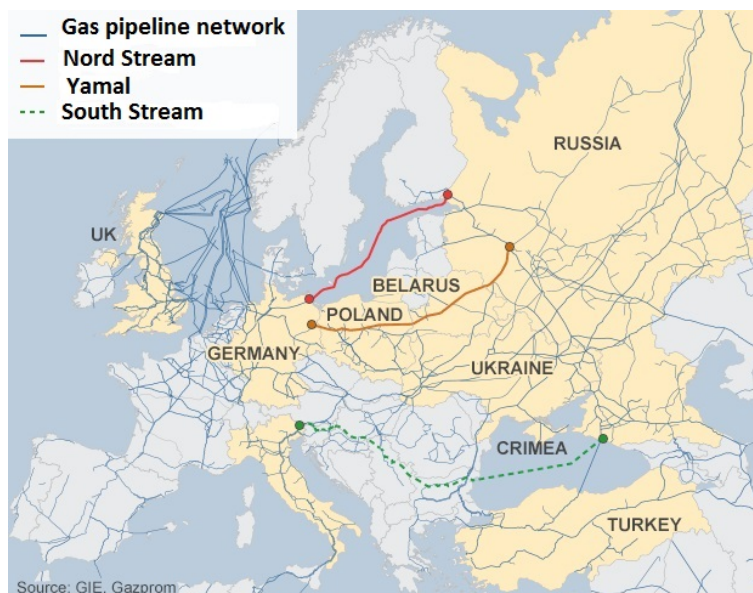 Gas pipeline network
Nord Stream
Yamal
South Stream
RUSSIA
UK
BELARUS
POLAND
GERMANY
UKRAINE
CRIMEA
TURKEY
Source: GIE, Gazprom